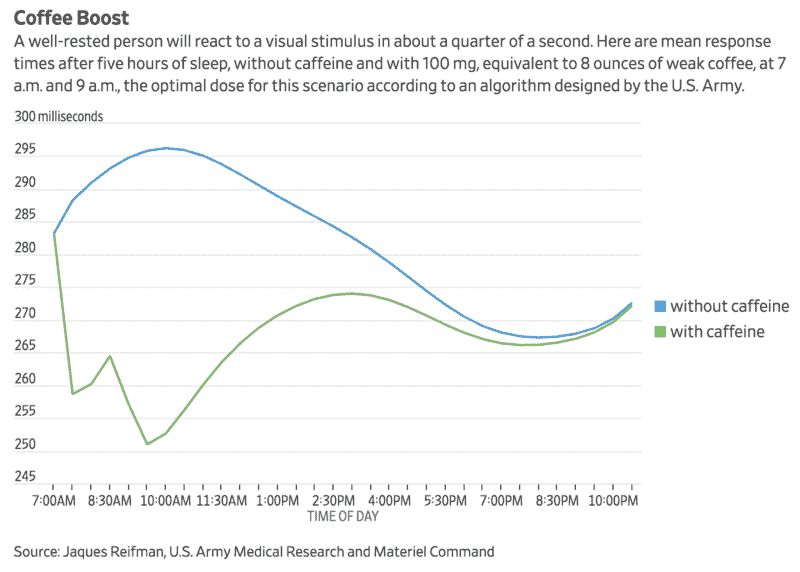 Coffee Boost
A well-rested person will react to a visual stimulus in about a quarter of a second. Here are mean response
times after five hours of sleep, without caffeine and with 100 mg, equivalent to 8 ounces of weak coffee, at 7
a.m. and 9 a.m., the optimal dose for this scenario according to an algorithm designed by the U.S. Army.
300 milliseconds
295
290
285
280
275
270
265
260
255
250
245
without caffeine
with caffeine
7:00AM 8:30AM 10:00AM 11:30AM 1:00PM 2:30PM 4:00PM 5:30PM 7:00PM 8:30PM 10:00PM
TIME OF DAY
Source: Jaques Reifman, U.S. Army Medical Research and Materiel Command